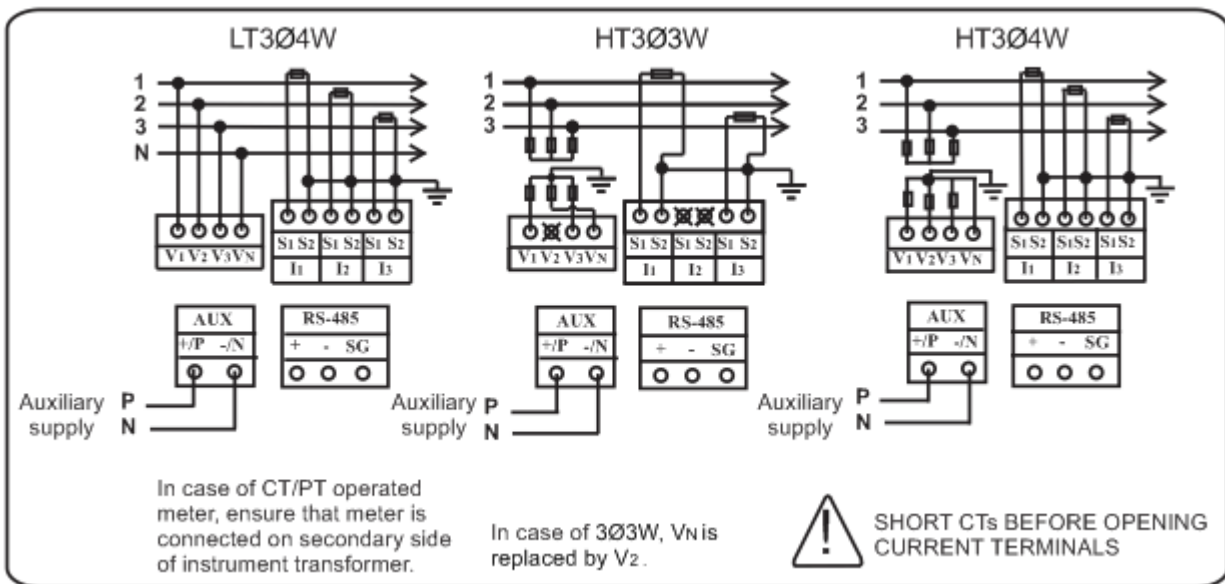 LT3Ø4W
1
2
3
N
S1 S2 S1 S2 S1 S2
V1 V2 V3 VN
I1 I2 I3
AUX
+/P -/N
RS-485
+ - SG
Auxiliary supply P
N
HT3Ø3W
1
2
3
S1 S2 S1 S2 S1 S2
V1 V2 V3 VN
I1 I2 I3
AUX
+/P -/N
RS-485
+ - SG
Auxiliary supply P
N
HT3Ø4W
1
2
3
S1 S2 S1 S2 S1 S2
V1 V2 V3 VN
I1 I2 I3
AUX
+/P -/N
RS-485
+ - SG
Auxiliary supply P
N
In case of CT/PT operated
meter, ensure that meter is
connected on secondary side
of instrument transformer.
In case of 3Ø3W, VN is
replaced by V2.
!
SHORT CTs BEFORE OPENING
CURRENT TERMINALS